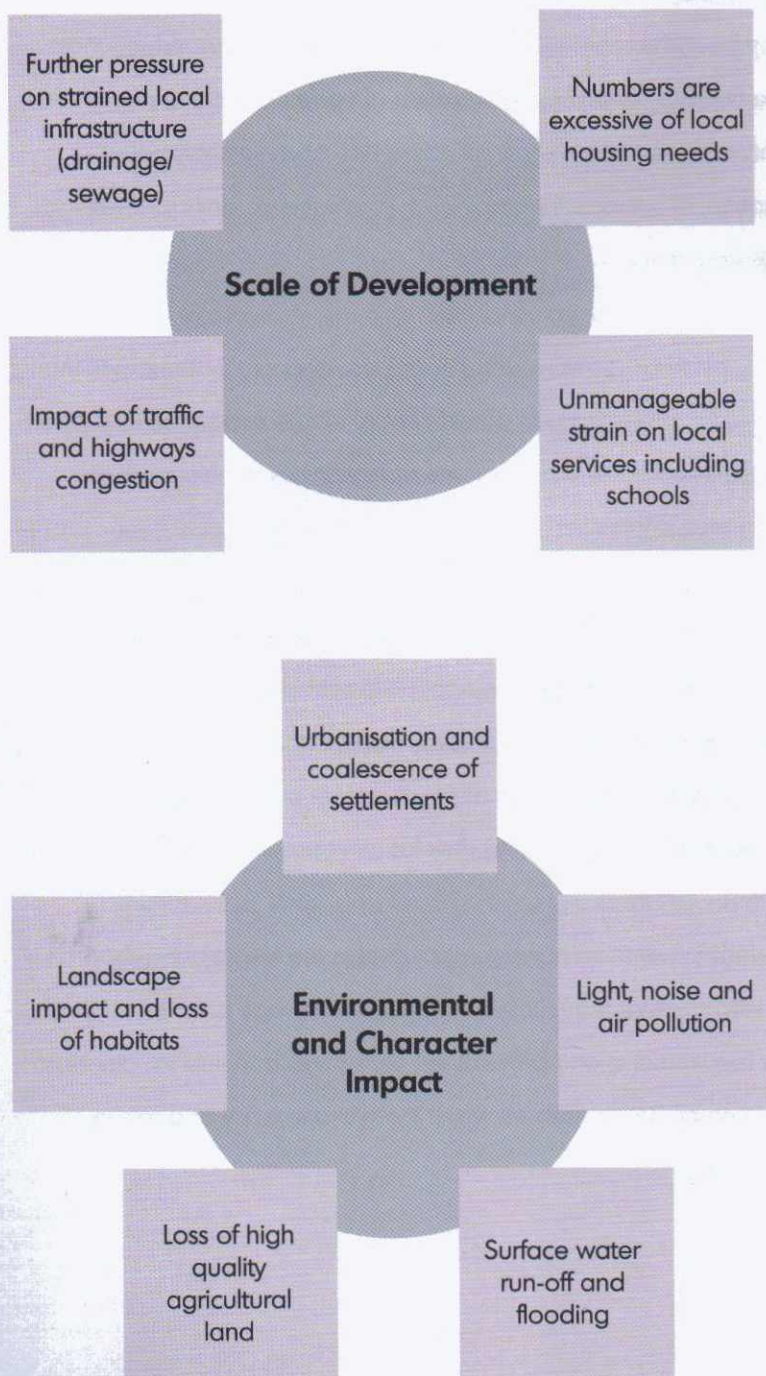 Further pressure
on strained local
infrastructure
(drainage/
sewage)
Numbers are
excessive of local
housing needs
Scale of Development
Impact of traffic
and highways
congestion
Unmanageable
strain on local
services including
schools
Urbanisation and
coalescence of
settlements
Landscape
impact and loss
of habitats
Environmental
and Character
Impact
Light, noise and
air pollution
Loss of high
quality
agricultural
land
Surface water
run-off and
flooding